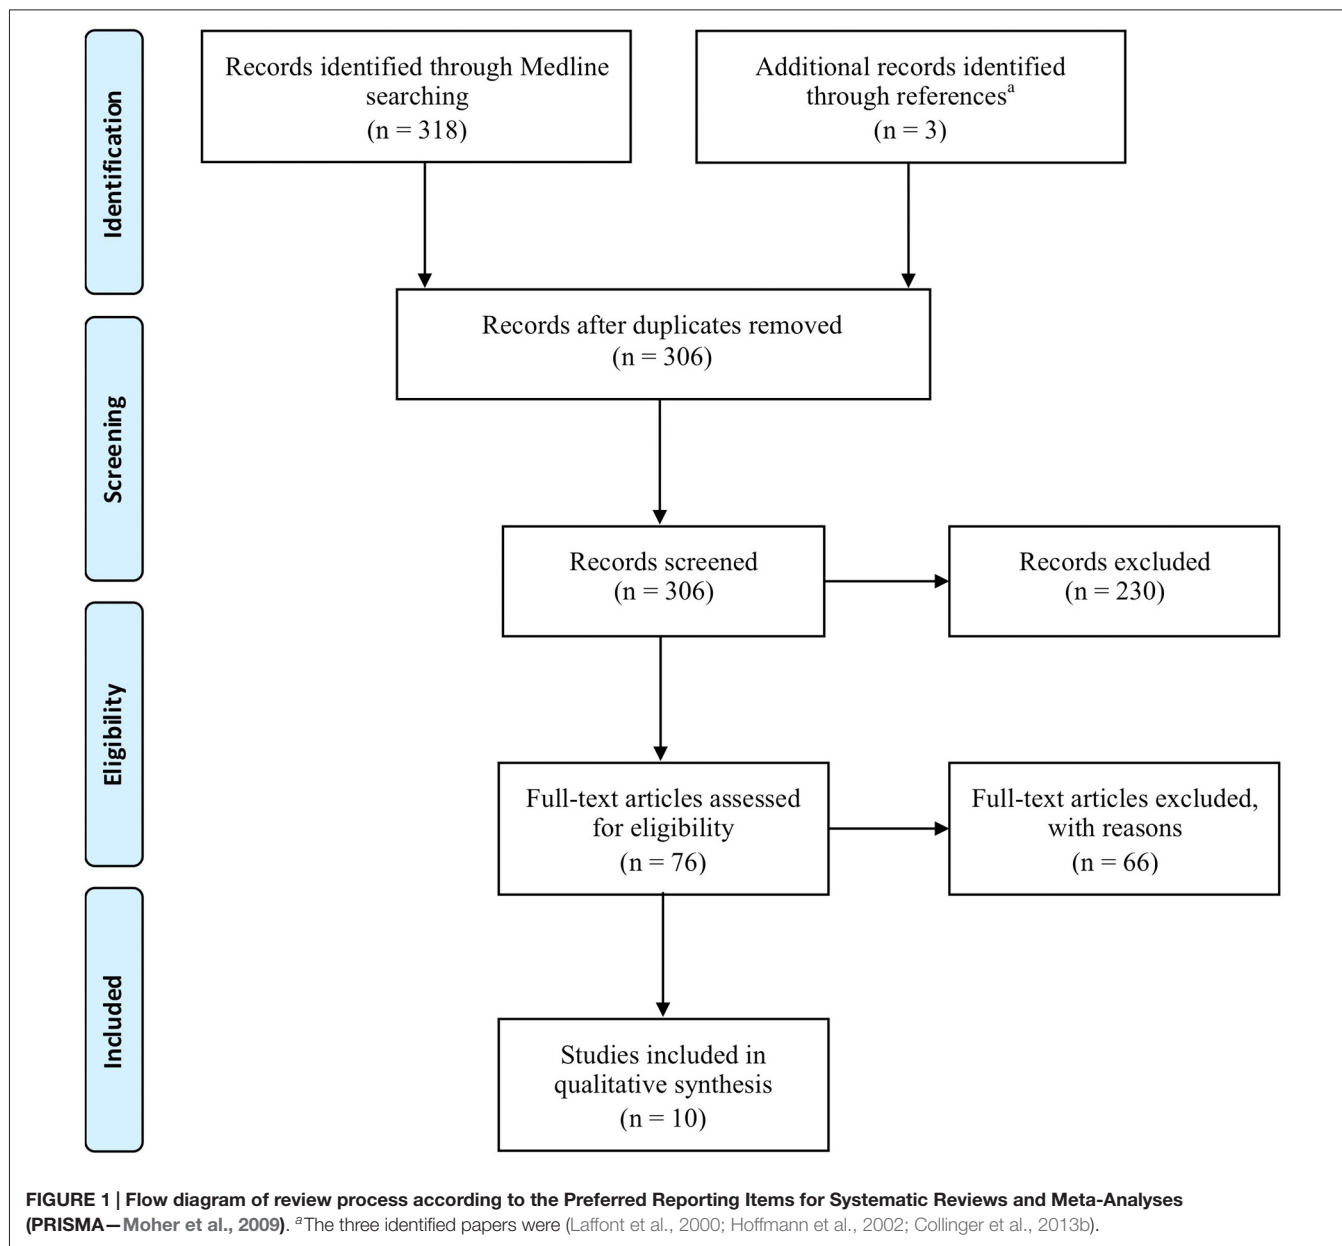 Identification
Records identified through Medline
searching
(n = 318)
Additional records identified
through referencesᵃ
(n = 3)
Screening
Records after duplicates removed
(n = 306)
Records screened
(n = 306)
Records excluded
(n = 230)
Eligibility
Full-text articles assessed
for eligibility
(n = 76)
Full-text articles excluded,
with reasons
(n = 66)
Included
Studies included in
qualitative synthesis
(n = 10)
FIGURE 1 | Flow diagram of review process according to the Preferred Reporting Items for Systematic Reviews and Meta-Analyses
(PRISMA—Moher et al., 2009). ᵃThe three identified papers were (Laffont et al., 2000; Hoffmann et al., 2002; Collinger et al., 2013b).